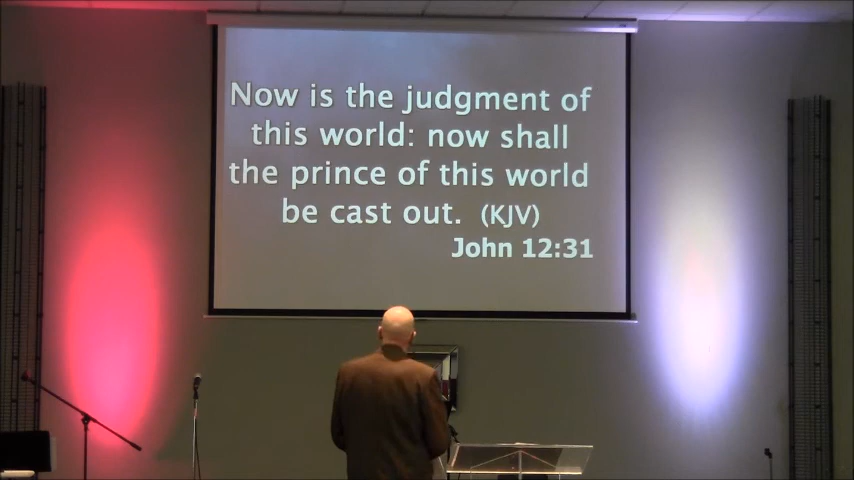 Now is the judgment of
this world: now shall
the prince of this world
be cast out. (KJV)
John 12:31